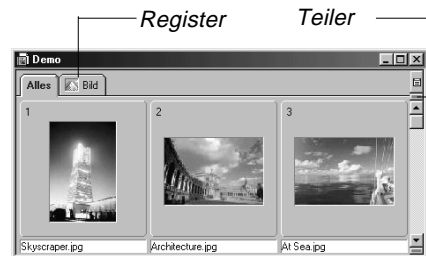 Register Teiler
Demo
Alles Bild
1 2 3
Skyscraper.jpg Architecture.jpg At Sea.jpg